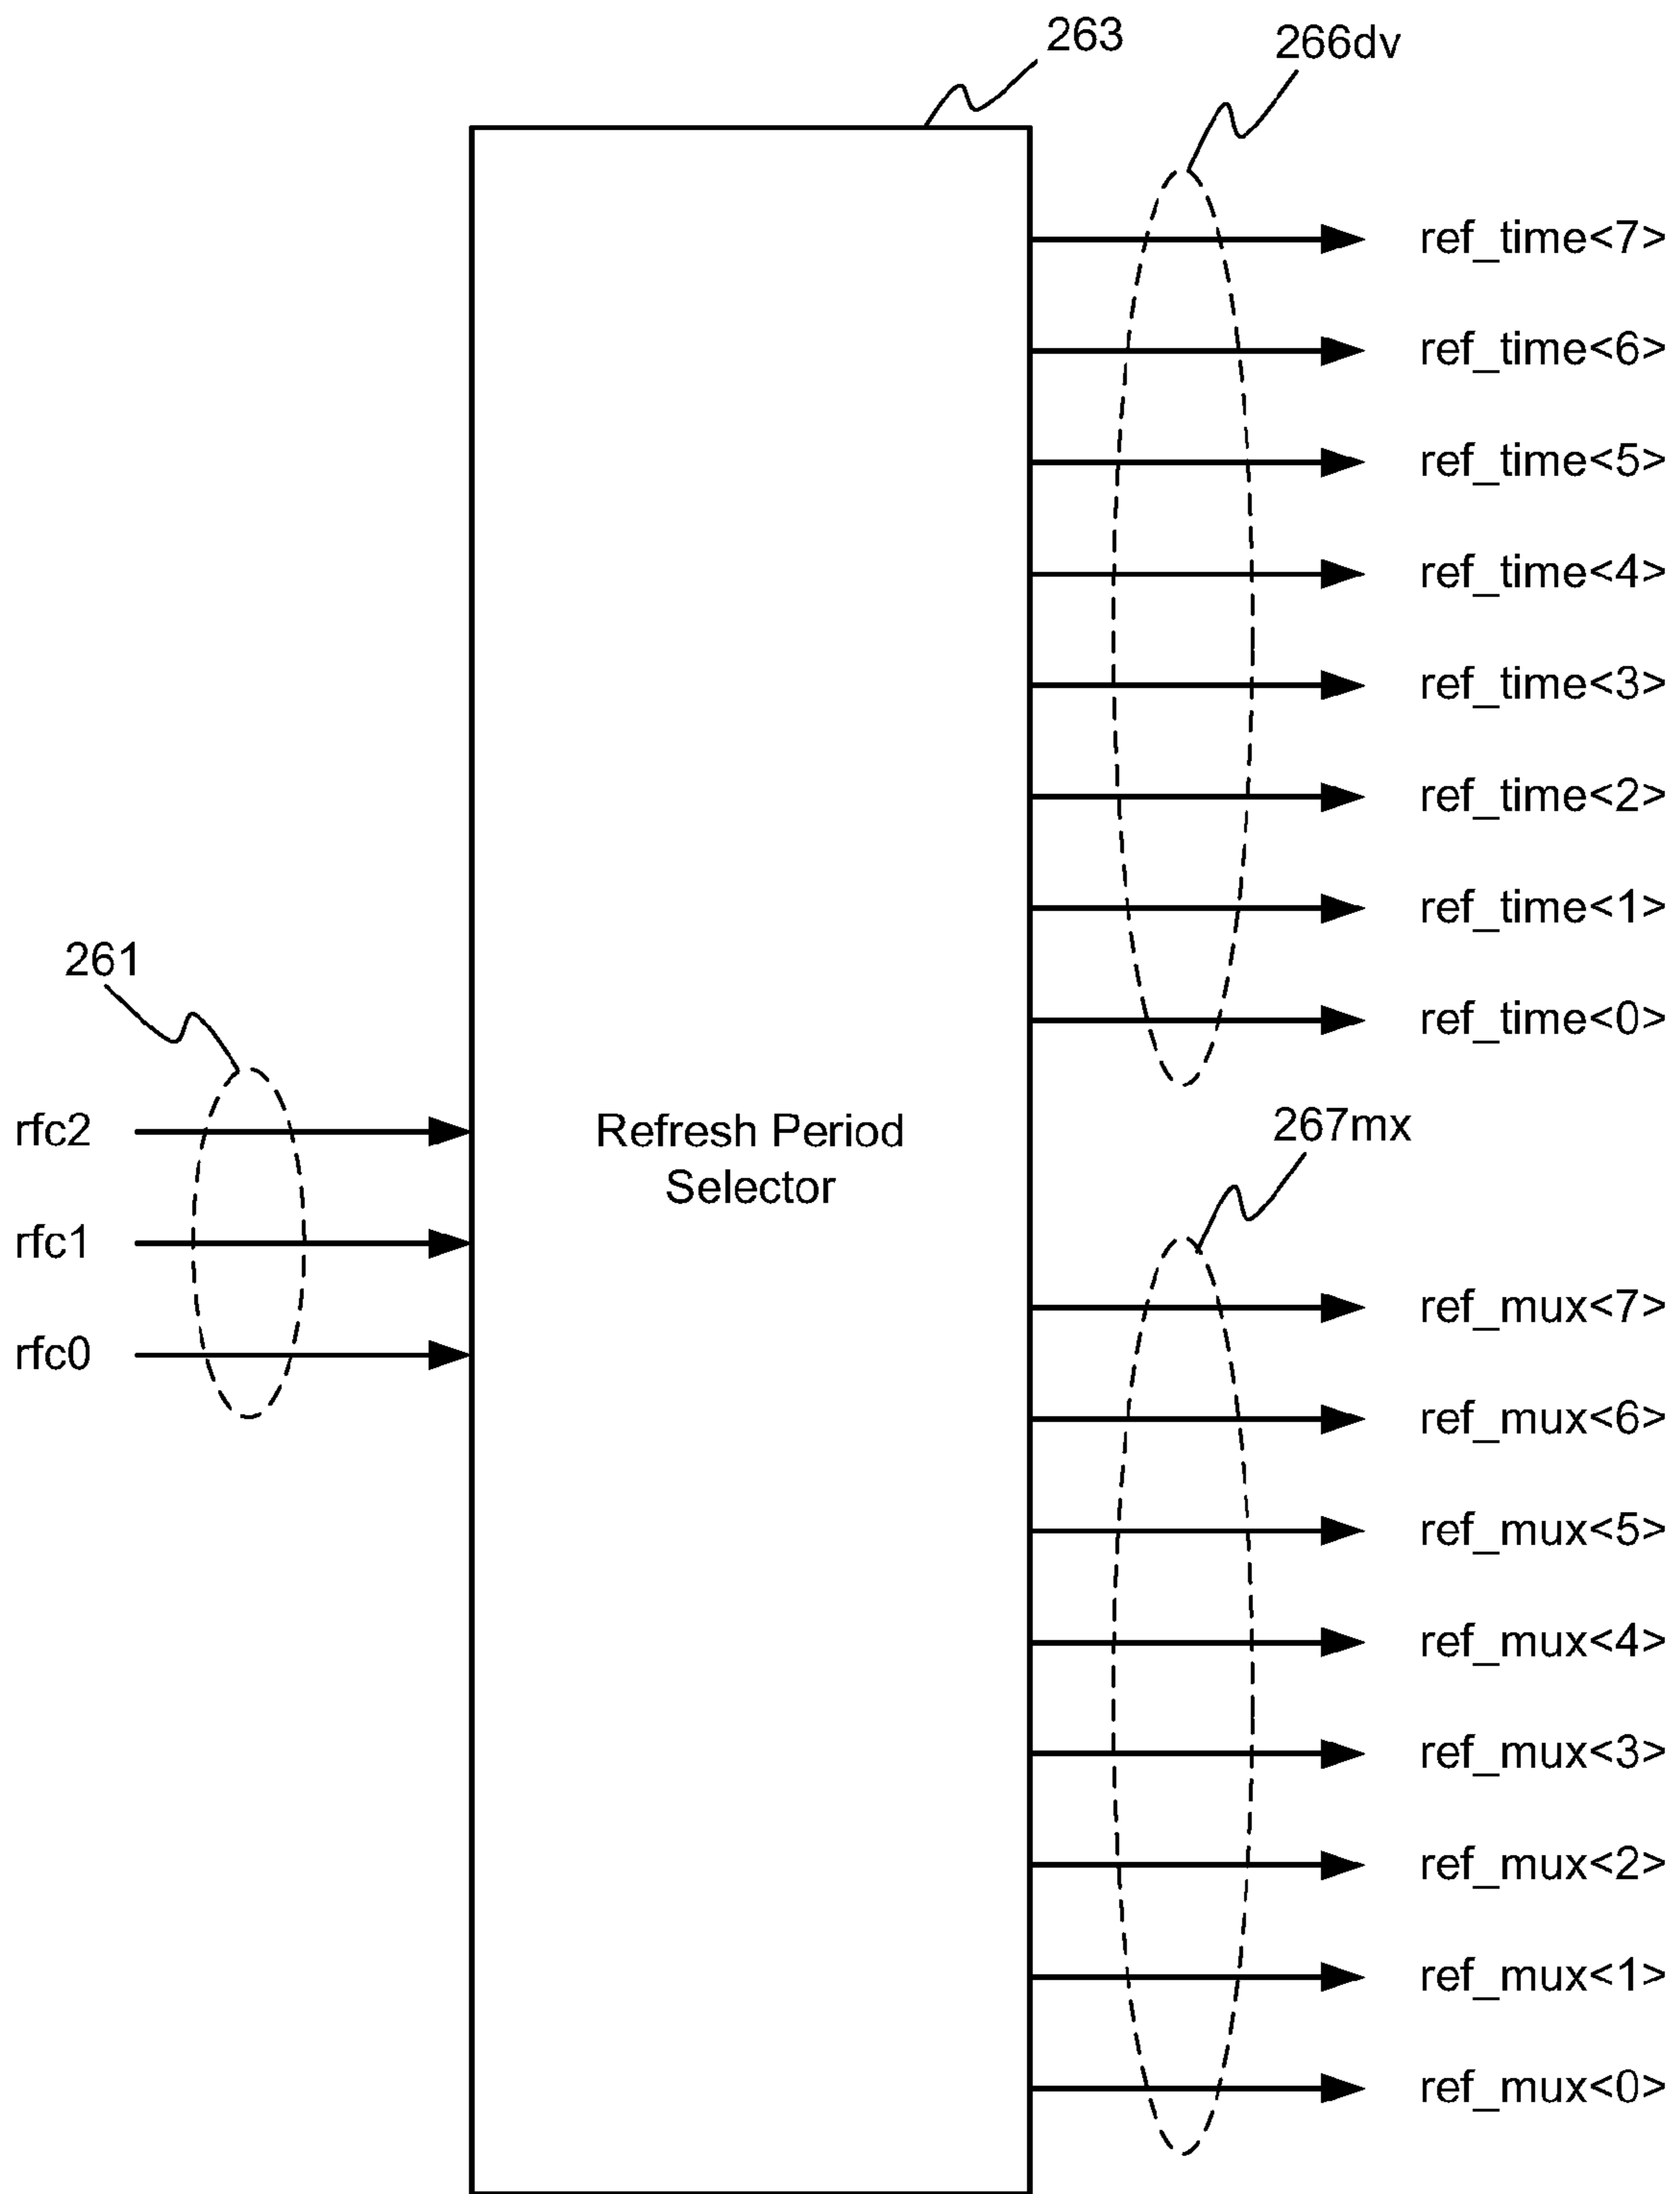 263
266dv
ref_time<7>
ref_time<6>
ref_time<5>
ref_time<4>
ref_time<3>
ref_time<2>
ref_time<1>
ref_time<0>
261
rfc2
rfc1
rfc0
Refresh Period
Selector
267mx
ref_mux<7>
ref_mux<6>
ref_mux<5>
ref_mux<4>
ref_mux<3>
ref_mux<2>
ref_mux<1>
ref_mux<0>